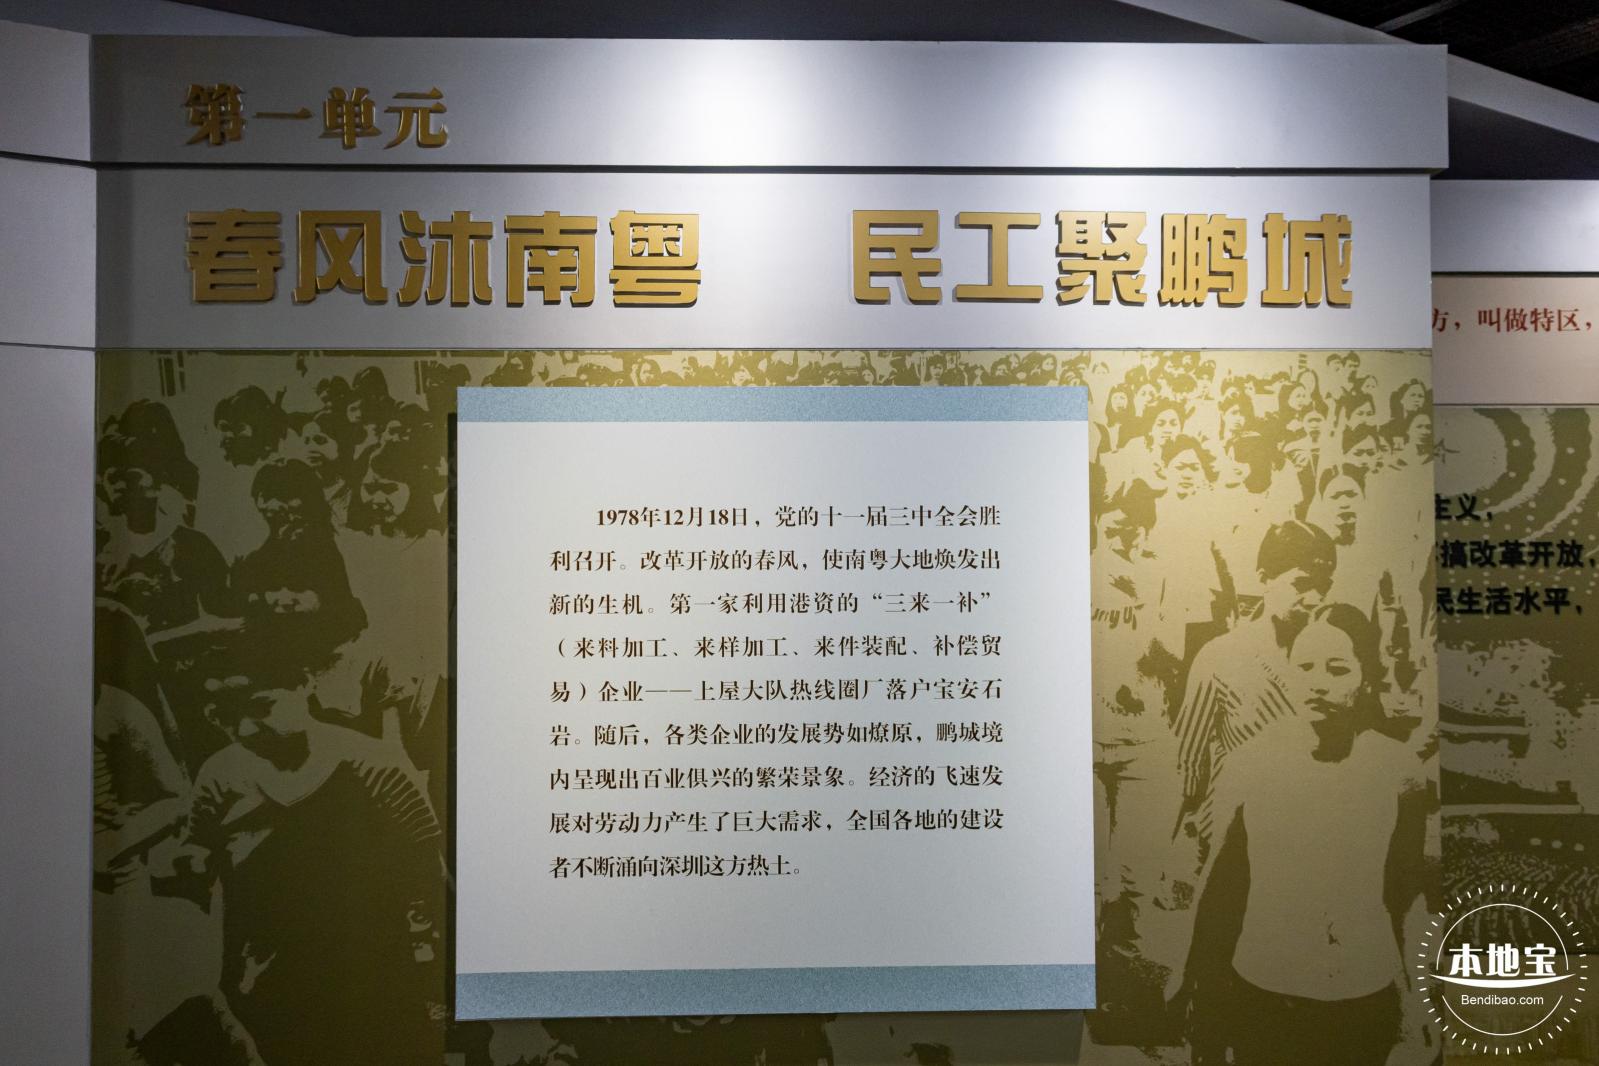 第一单元
春风沐南粤 民工聚鹏城
1978年12月18日，党的十一届三中全会胜
利召开。改革开放的春风，使南粤大地焕发出
新的生机。第一家利用港资的“三来一补”
（来料加工、来样加工、来件装配、补偿贸
易）企业——上屋大队热线圈厂落户宝安石
岩。随后，各类企业的发展势如燎原，鹏城境
内呈现出百业俱兴的繁荣景象。经济的飞速发
展对劳动力产生了巨大需求，全国各地的建设
者不断涌向深圳这方热土。
方，叫做特区，
主义，
搞改革开放，
民生活水平，
本地宝
Bendibao.com